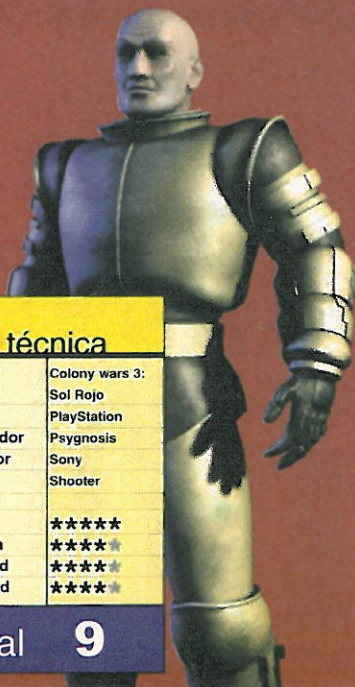 técnica
Colony wars 3:
Sol Rojo
PlayStation
dor Psygnosis
or Sony
Shooter
★★★★★
★★★★★
d ★★★★★
d ★★★★★
al 9